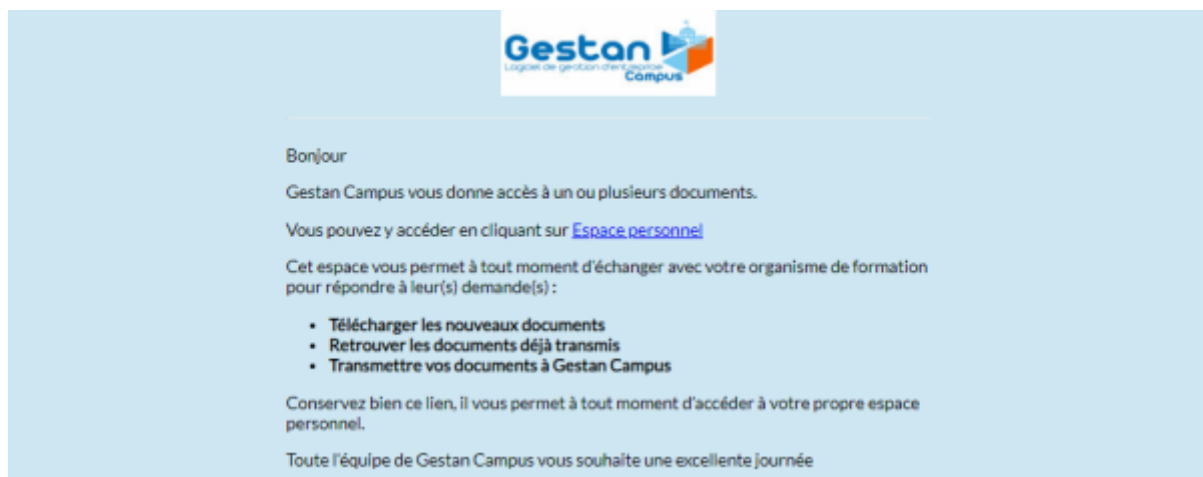 Gestan
Logiciel de gestion d'entreprise
Campus
Bonjour
Gestan Campus vous donne accès à un ou plusieurs documents.
Vous pouvez y accéder en cliquant sur Espace personnel
Cet espace vous permet à tout moment d'échanger avec votre organisme de formation
pour répondre à leur(s) demande(s) :
• Télécharger les nouveaux documents
• Retrouver les documents déjà transmis
• Transmettre vos documents à Gestan Campus
Conservez bien ce lien, il vous permet à tout moment d'accéder à votre propre espace
personnel.
Toute l'équipe de Gestan Campus vous souhaite une excellente journée